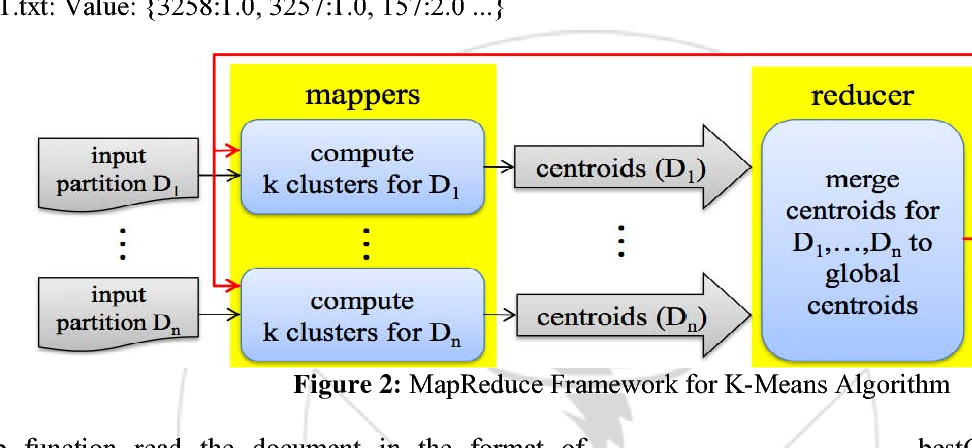 1.txt: Value: {3258:1.0, 3257:1.0, 157:2.0 ...}
mappers
reducer
input
partition D1
compute
k clusters for D1
centroids (D1)
merge
centroids for
D1,...,Dn to
global
centroids
input
partition Dn
compute
k clusters for Dn
centroids (Dn)
Figure 2: MapReduce Framework for K-Means Algorithm
function read the document in the format of